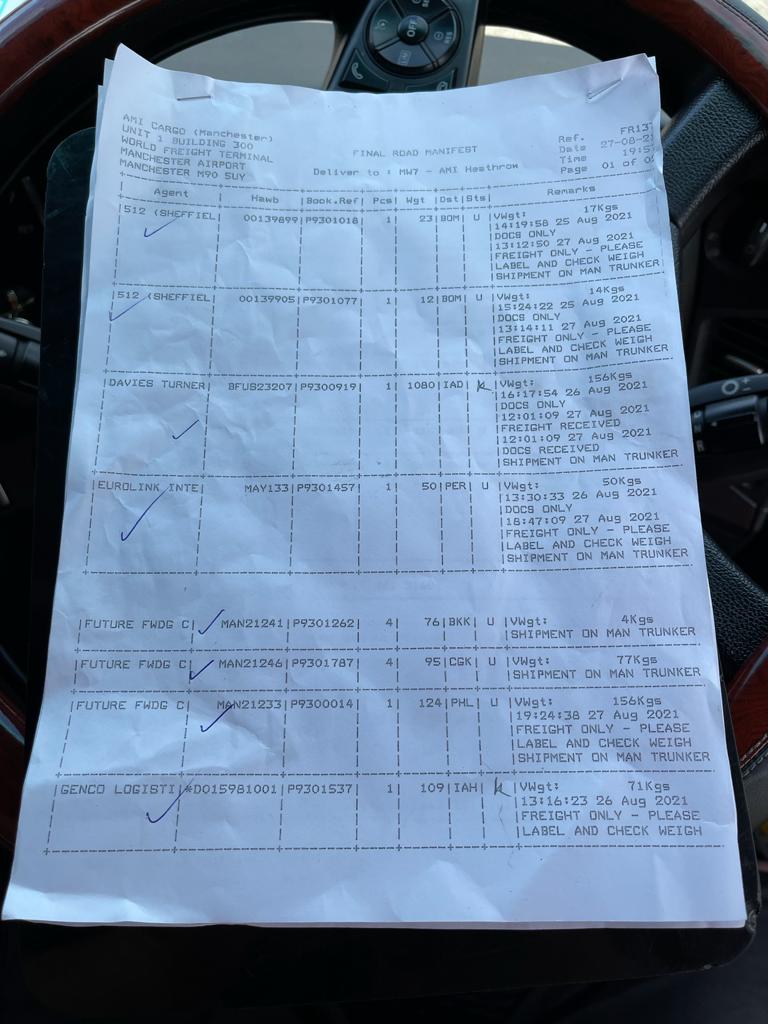 OFF
AMI CARGO (Manchester)
UNIT 1 BUILDING 300
WORLD FREIGHT TERMINAL
MANCHESTER AIRPORT
MANCHESTER M90 5UY
FINAL ROAD MANIFEST
Deliver to : MW7 - AMI Heathrow
Ref. FR137
Date 27-08-2
Time 19:5
Page 01 of 0
Agent | Hawb |Book.Ref| Pcs| Wgt |Dst|Sts| Remarks
|512 (SHEFFIEL| 00139899|P9301018| 1| 23|BOM| U |VWgt: 17Kgs
|14:19:58 25 Aug 2021
|DOCS ONLY
|13:12:50 27 Aug 2021
|FREIGHT ONLY - PLEASE
|LABEL AND CHECK WEIGH
|SHIPMENT ON MAN TRUNKER
|512 (SHEFFIEL| 00139905|P9301077| 1| 12|BOM| U |VWgt: 14Kgs
|15:24:22 25 Aug 2021
|DOCS ONLY
|13:14:11 27 Aug 2021
|FREIGHT ONLY - PLEASE
|LABEL AND CHECK WEIGH
|SHIPMENT ON MAN TRUNKER
DAVIES TURNER| BFUS23207|P9300919| 1| 1080|IAD| |VWgt: 156Kgs
|16:17:54 26 Aug 2021
|DOCS ONLY
|12:01:09 27 Aug 2021
|FREIGHT RECEIVED
|12:01:09 27 Aug 2021
|DOCS RECEIVED
|SHIPMENT ON MAN TRUNKER
|EUROLINK INTE| MAY133|P9301457| 1| 50|PER| U |VWgt: 50Kgs
|13:30:33 26 Aug 2021
|DOCS ONLY
|18:47:09 27 Aug 2021
|FREIGHT ONLY - PLEASE
|LABEL AND CHECK WEIGH
|SHIPMENT ON MAN TRUNKER
|FUTURE FWDG C| MAN21241|P9301262| 4| 76|BKK| U |VWgt: 4Kgs
|SHIPMENT ON MAN TRUNKER
|FUTURE FWDG C| MAN21246|P9301787| 4| 95|CGK| U |VWgt: 77Kgs
|SHIPMENT ON MAN TRUNKER
|FUTURE FWDG C| MAN21233|P9300014| 1| 124|PHL| U |VWgt: 156Kgs
|19:24:38 27 Aug 2021
|FREIGHT ONLY - PLEASE
|LABEL AND CHECK WEIGH
|SHIPMENT ON MAN TRUNKER
|GENCO LOGISTI|*D015981001|P9301537| 1| 109|IAH| |VWgt: 71Kgs
|13:16:23 26 Aug 2021
|FREIGHT ONLY - PLEASE
|LABEL AND CHECK WEIGH